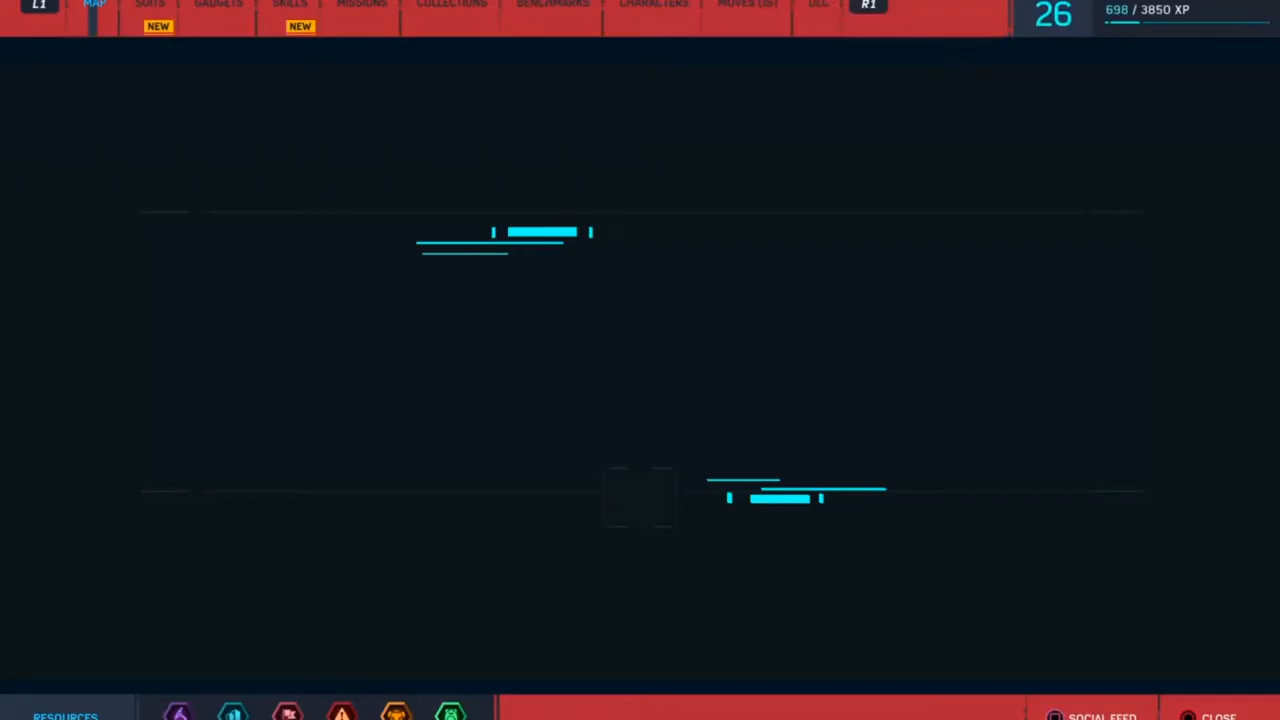 L1 MAP SUITS GADGETS SKILLS MISSIONS COLLECTIONS BENCHMARKS CHARACTERS MOVES LIST DLC R1
NEW NEW
26 698 / 3850 XP
RESOURCES SOCIAL FEED CLOSE